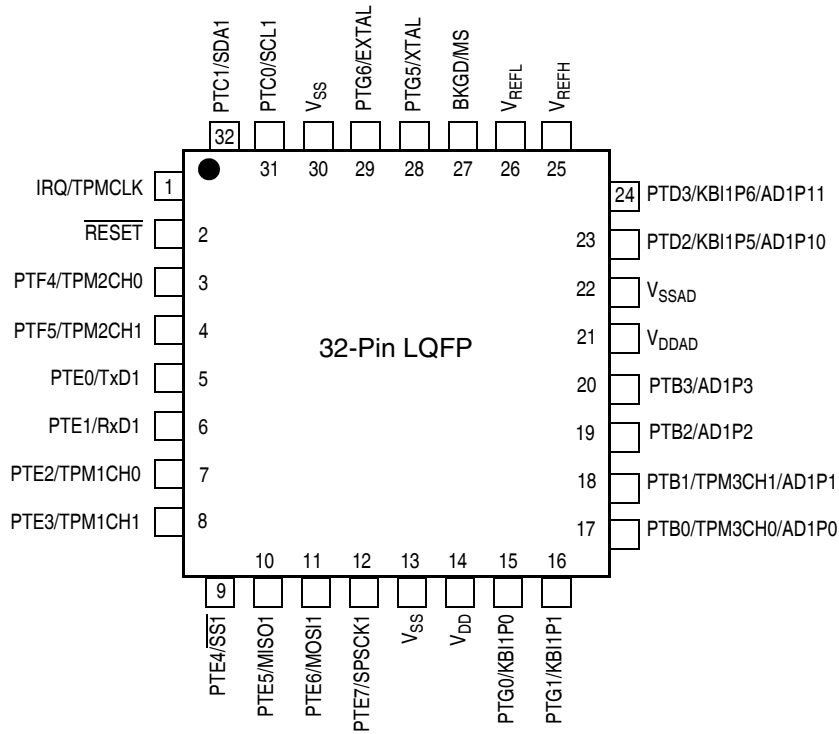 PTC1/SDA1
PTC0/SCL1
VSS
PTG6/EXTAL
PTG5/XTAL
BKGD/MS
VREFL
VREFH
32
31
30
29
28
27
26
25
IRQ/TPMCLK 1
RESET 2
PTF4/TPM2CH0 3
PTF5/TPM2CH1 4
PTE0/TxD1 5
PTE1/RxD1 6
PTE2/TPM1CH0 7
PTE3/TPM1CH1 8
32-Pin LQFP
24 PTD3/KBI1P6/AD1P11
23 PTD2/KBI1P5/AD1P10
22 VSSAD
21 VDDAD
20 PTB3/AD1P3
19 PTB2/AD1P2
18 PTB1/TPM3CH1/AD1P1
17 PTB0/TPM3CH0/AD1P0
9
10
11
12
13
14
15
16
PTE4/SS1
PTE5/MISO1
PTE6/MOSI1
PTE7/SPSCK1
VSS
VDD
PTG0/KBI1P0
PTG1/KBI1P1